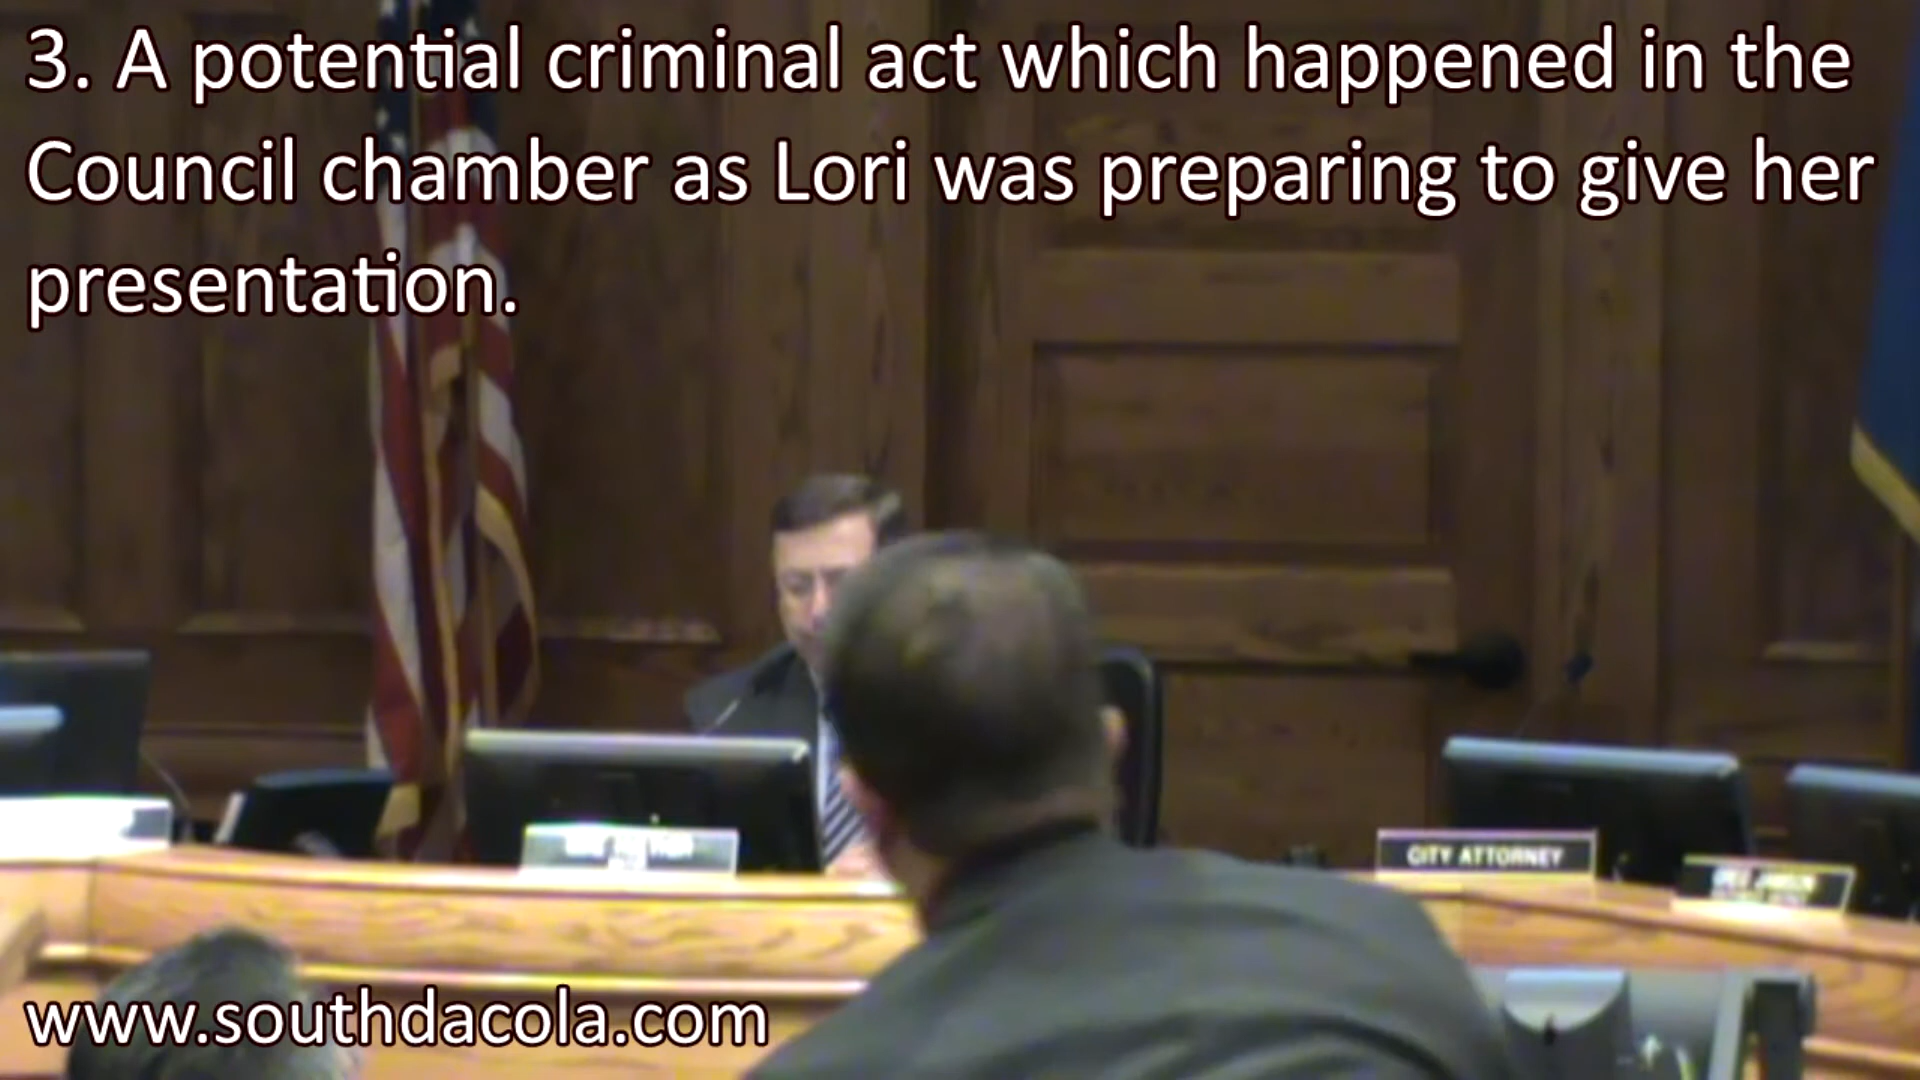 3. A potential criminal act which happened in the
Council chamber as Lori was preparing to give her
presentation.
CITY ATTORNEY
www.southdacola.com